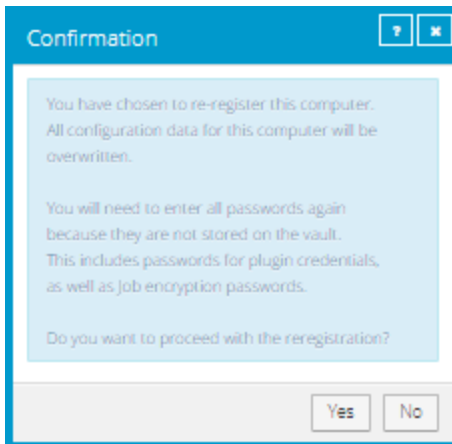 Confirmation
? ×
You have chosen to re-register this computer.
All configuration data for this computer will be
overwritten.
You will need to enter all passwords again
because they are not stored on the vault.
This includes passwords for plugin credentials,
as well as Job encryption passwords.
Do you want to proceed with the reregistration?
Yes No